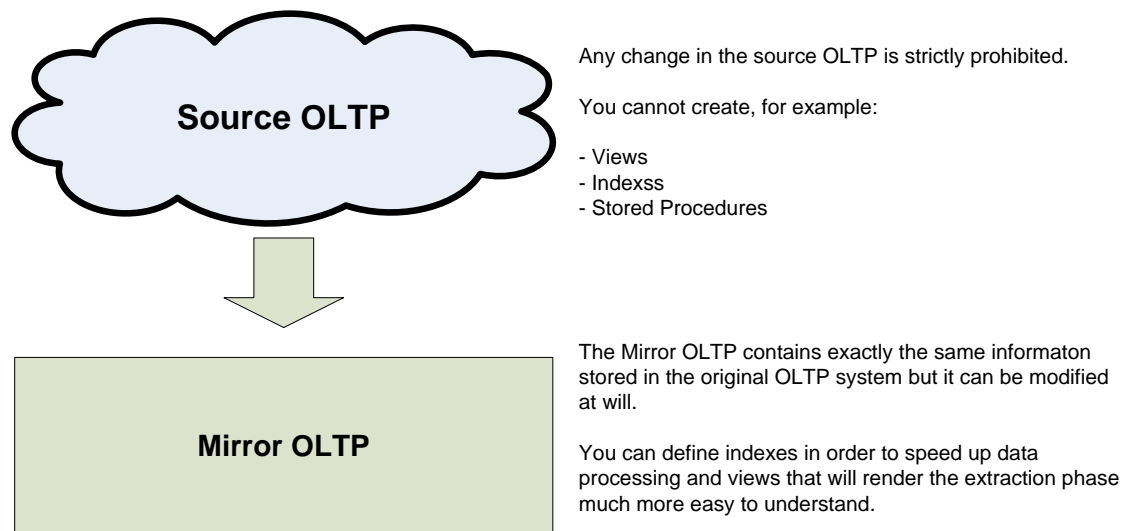 Source OLTP
Any change in the source OLTP is strictly prohibited.
You cannot create, for example:
- Views
- Indexss
- Stored Procedures
Mirror OLTP
The Mirror OLTP contains exactly the same informaton
stored in the original OLTP system but it can be modified
at will.
You can define indexes in order to speed up data
processing and views that will render the extraction phase
much more easy to understand.